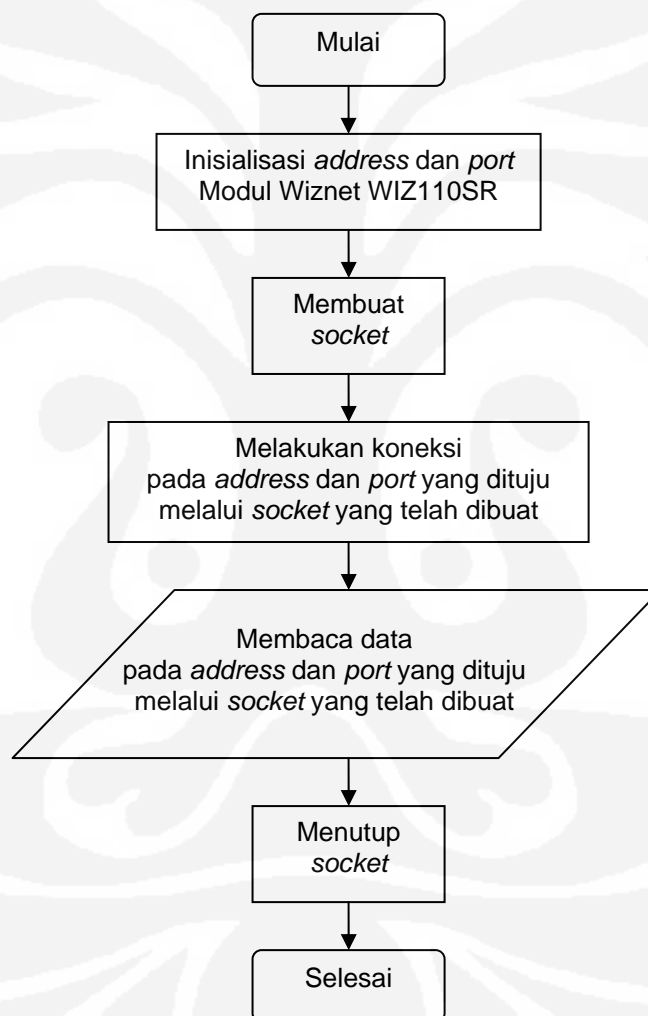 Mulai
Inisialisasi address dan port
Modul Wiznet WIZ110SR
Membuat
socket
Melakukan koneksi
pada address dan port yang dituju
melalui socket yang telah dibuat
Membaca data
pada address dan port yang dituju
melalui socket yang telah dibuat
Menutup
socket
Selesai